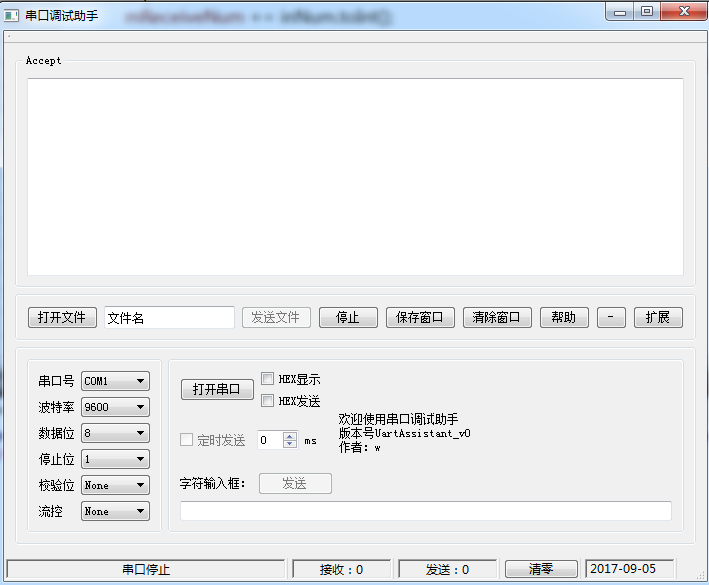 串口调试助手
Accept
打开文件 文件名 发送文件 停止 保存窗口 清除窗口 帮助 - 扩展
串口号 COM1
波特率 9600
数据位 8
停止位 1
校验位 None
流控 None
打开串口
HEX显示
HEX发送
定时发送 0 ms
欢迎使用串口调试助手
版本号UartAssistant_v0
作者: w
字符输入框: 发送
串口停止 接收：0 发送：0 清零 2017-09-05